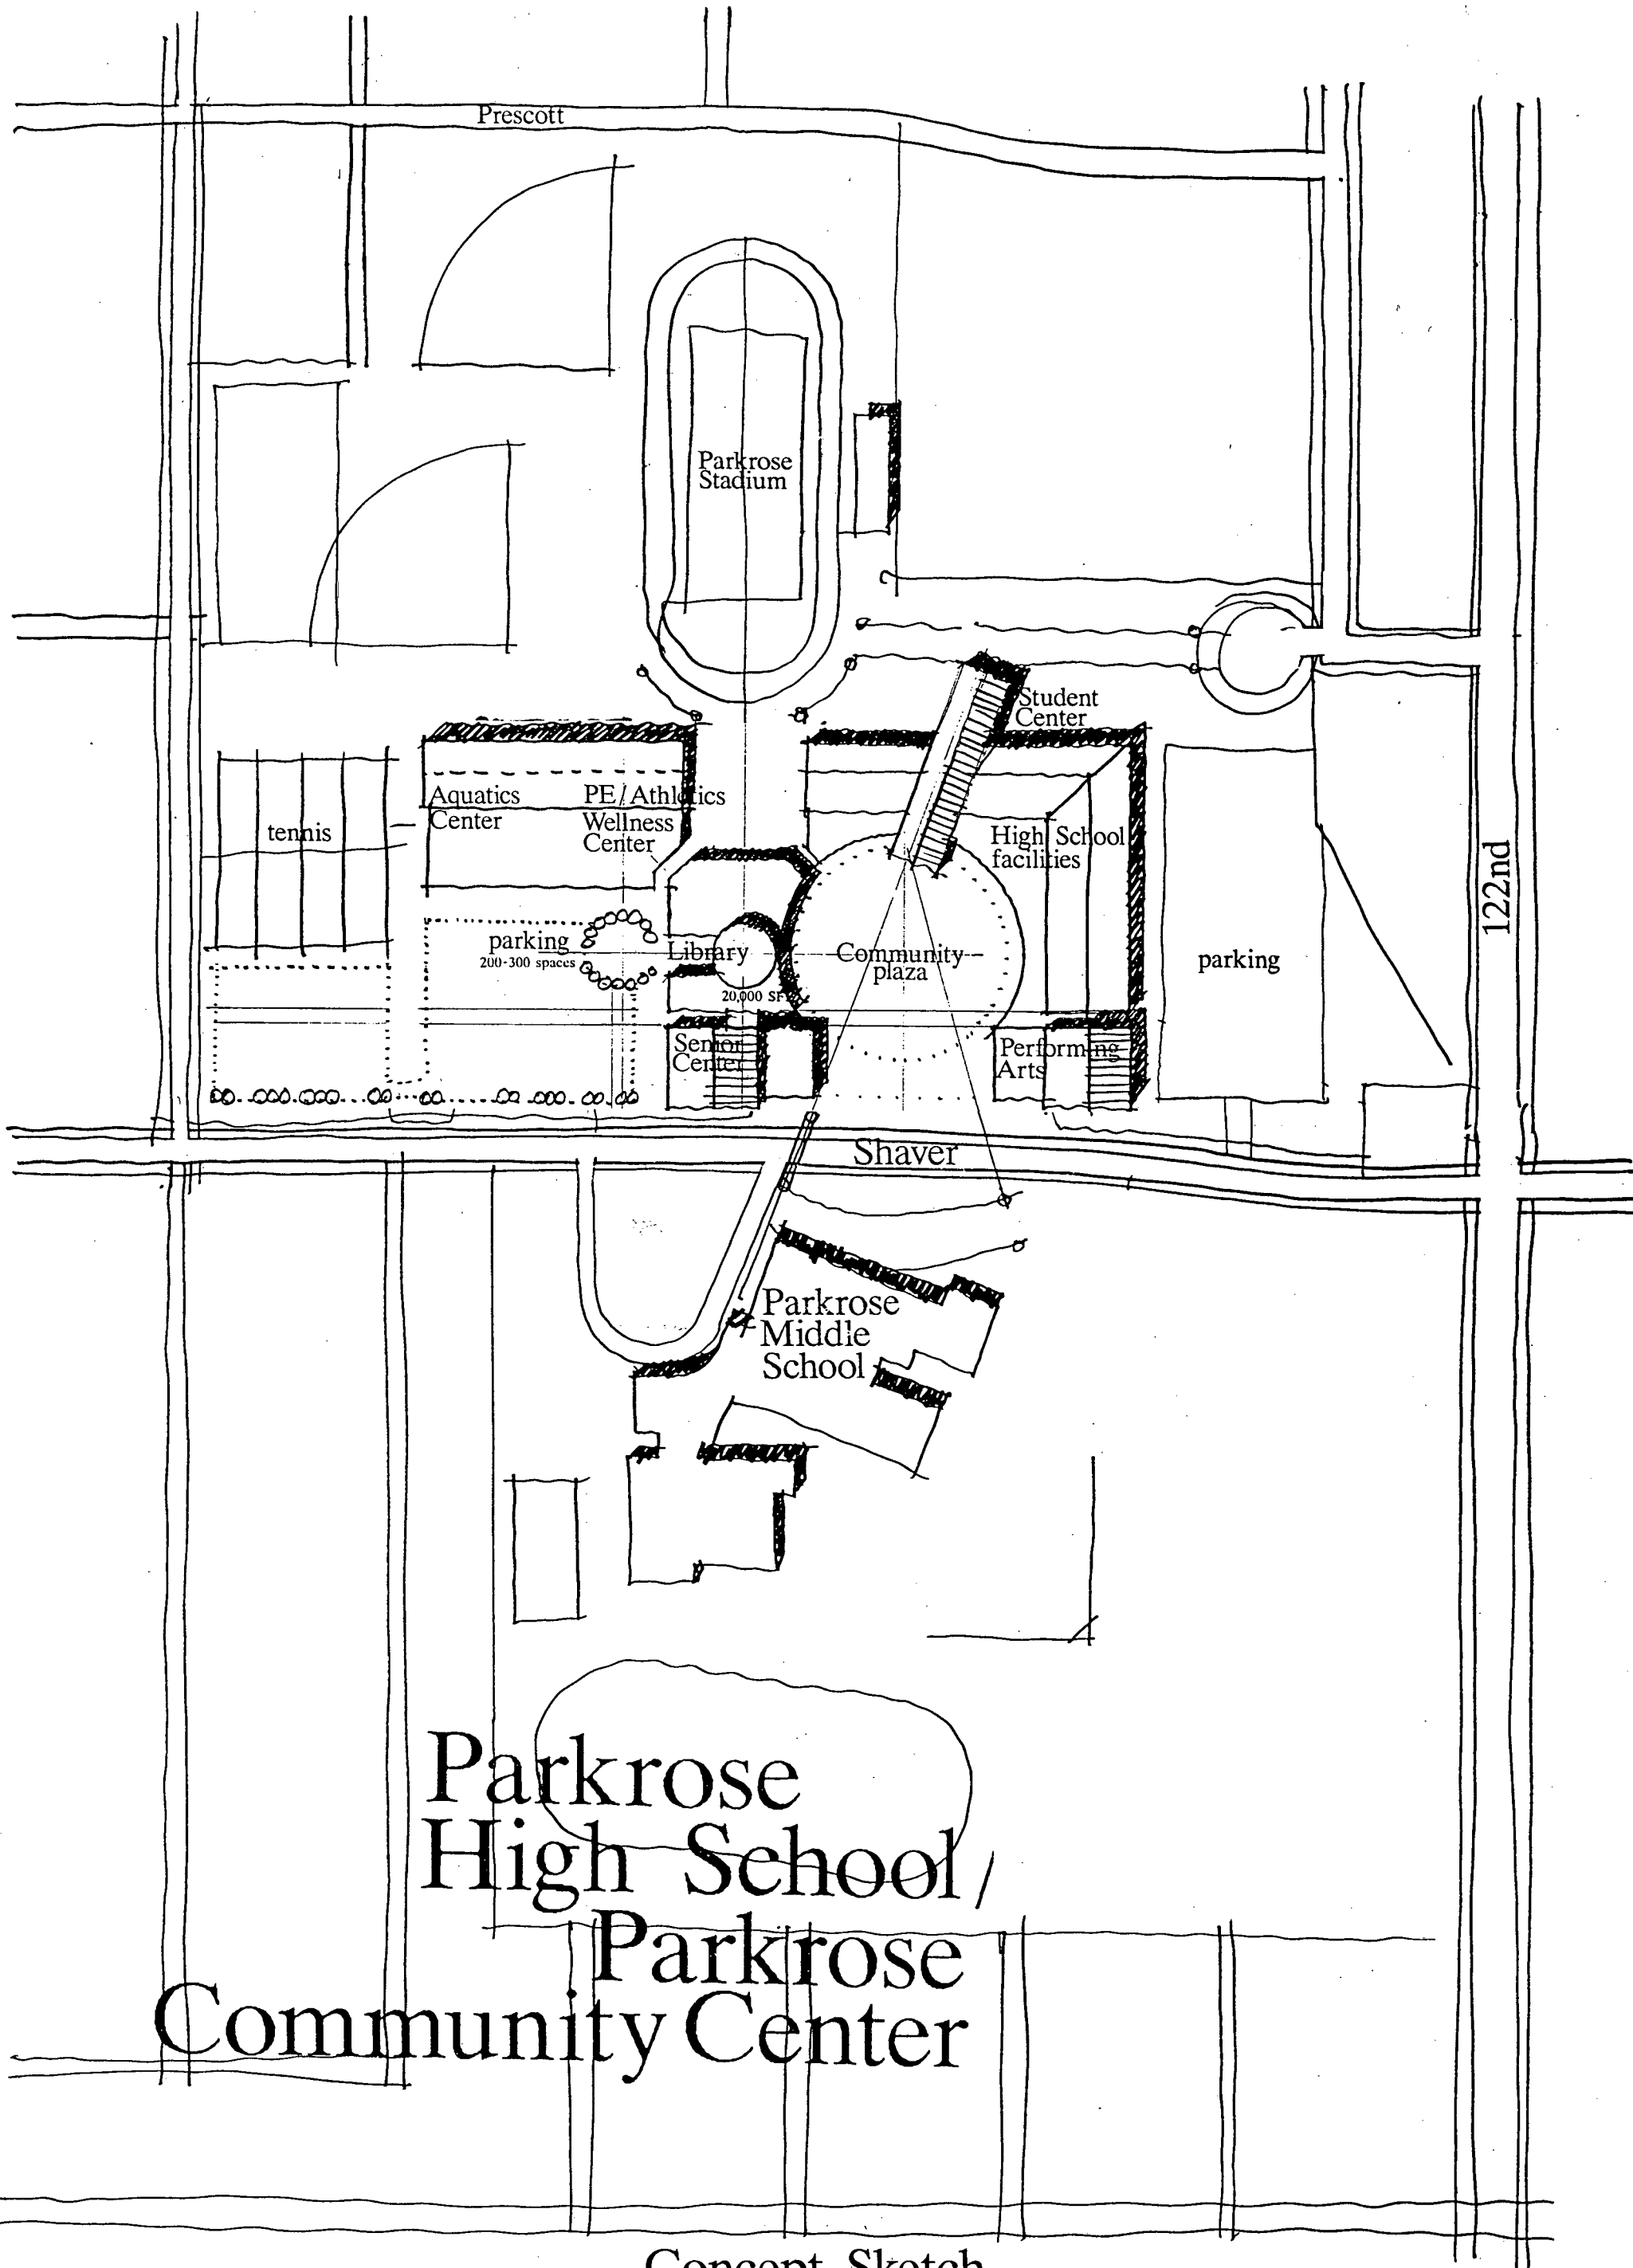 Prescott
Parkrose
Stadium
Student
Center
Aquatics
Center
PE/Athletics
Wellness
Center
tennis
High School
facilities
122nd
parking
200-300 spaces
Library
20,000 SF
Community
plaza
parking
Senior
Center
Performing
Arts
Shaver
Parkrose
Middle
School
Parkrose
High School/
Parkrose
Community Center
Concept Sketch